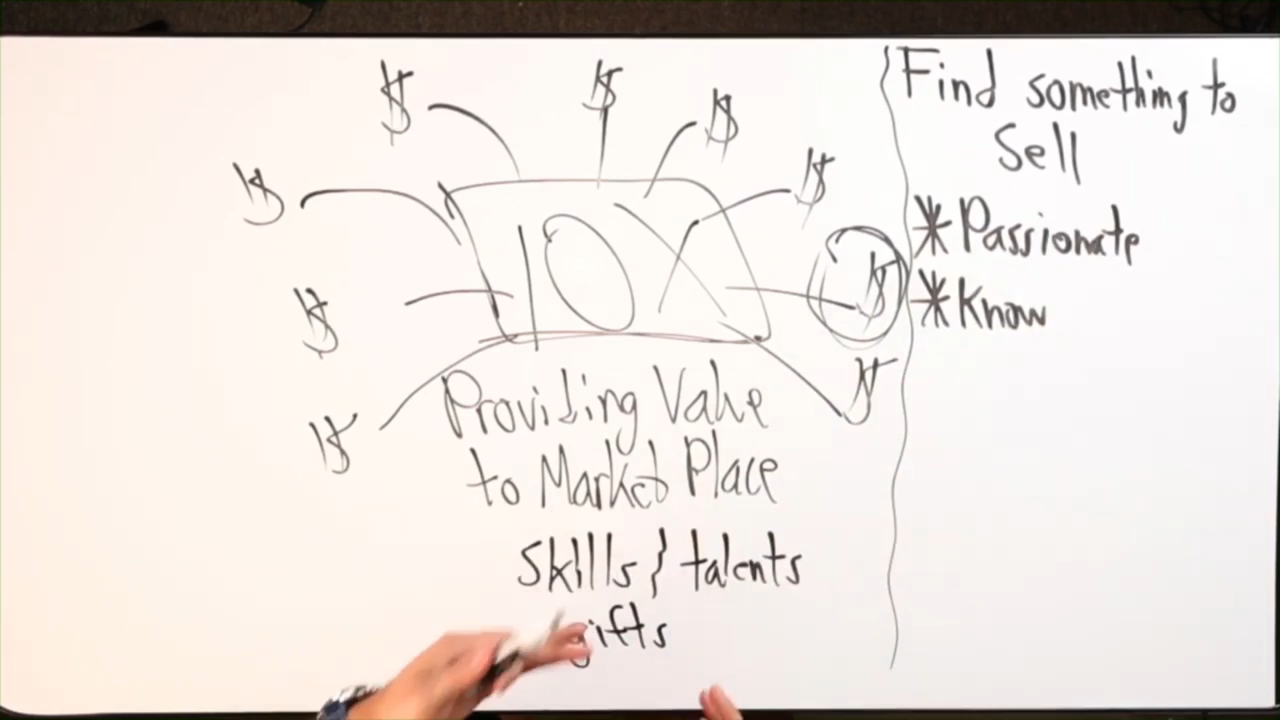 $
$
$
$
$
10X
$
$
$
$
Providing Value
to Market Place
Skills } talents
gifts
Find something to
Sell
*Passionate
*Know